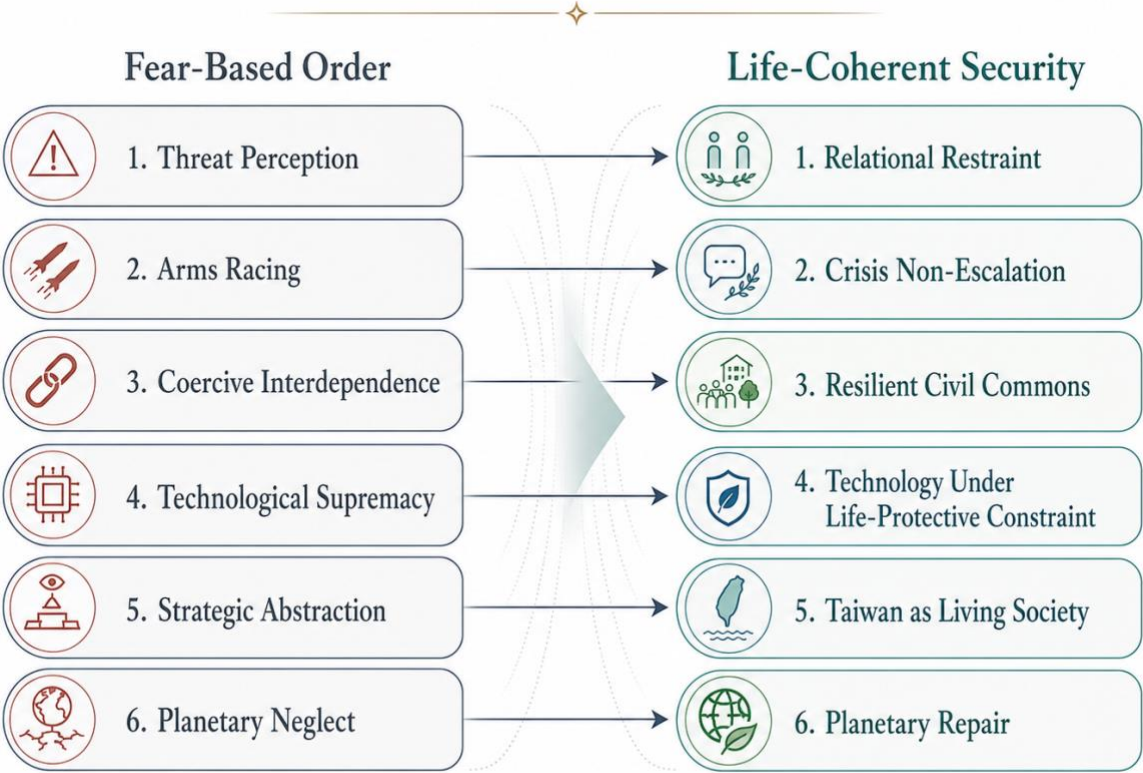 Fear-Based Order
Life-Coherent Security
1. Threat Perception
1. Relational Restraint
2. Arms Racing
2. Crisis Non-Escalation
3. Coercive Interdependence
3. Resilient Civil Commons
4. Technological Supremacy
4. Technology Under
Life-Protective Constraint
5. Strategic Abstraction
5. Taiwan as Living Society
6. Planetary Neglect
6. Planetary Repair